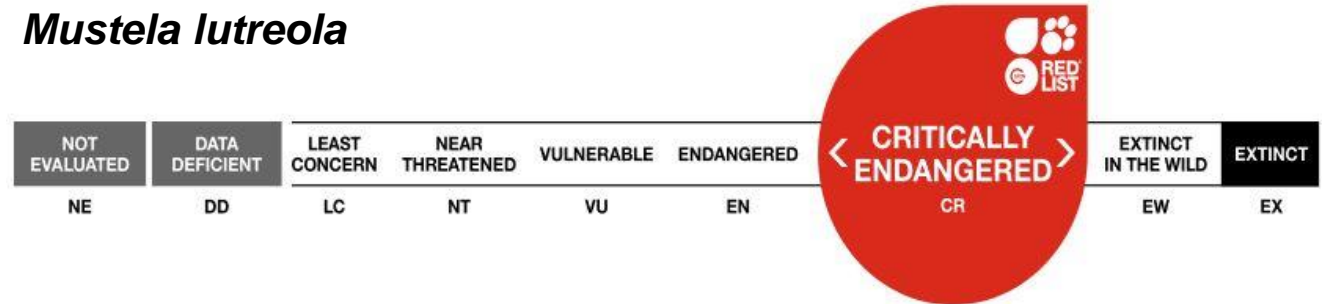 Mustela lutreola
RED
LIST
NOT
EVALUATED
DATA
DEFICIENT
LEAST
CONCERN
NEAR
THREATENED
VULNERABLE
ENDANGERED
< CRITICALLY
ENDANGERED >
EXTINCT
IN THE WILD
EXTINCT
NE
DD
LC
NT
VU
EN
CR
EW
EX